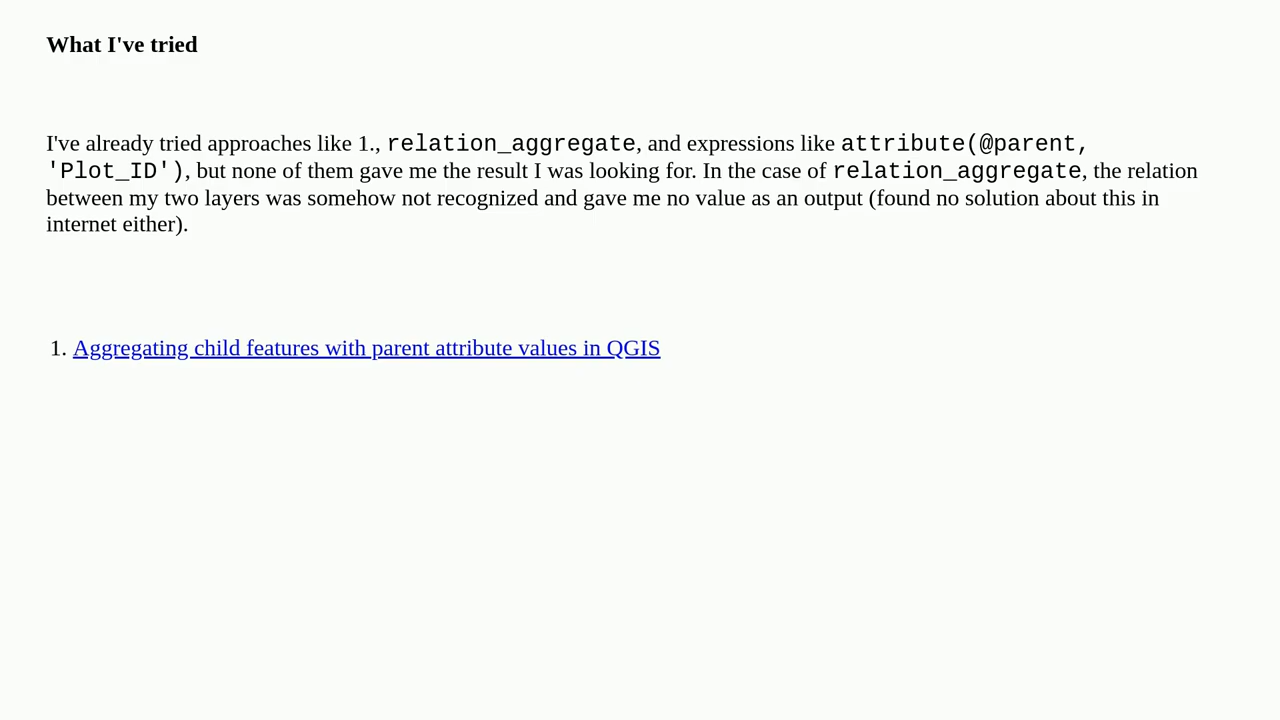 What I've tried
I've already tried approaches like 1., relation_aggregate, and expressions like attribute(@parent,
'Plot_ID'), but none of them gave me the result I was looking for. In the case of relation_aggregate, the relation
between my two layers was somehow not recognized and gave me no value as an output (found no solution about this in
internet either).
1. Aggregating child features with parent attribute values in QGIS